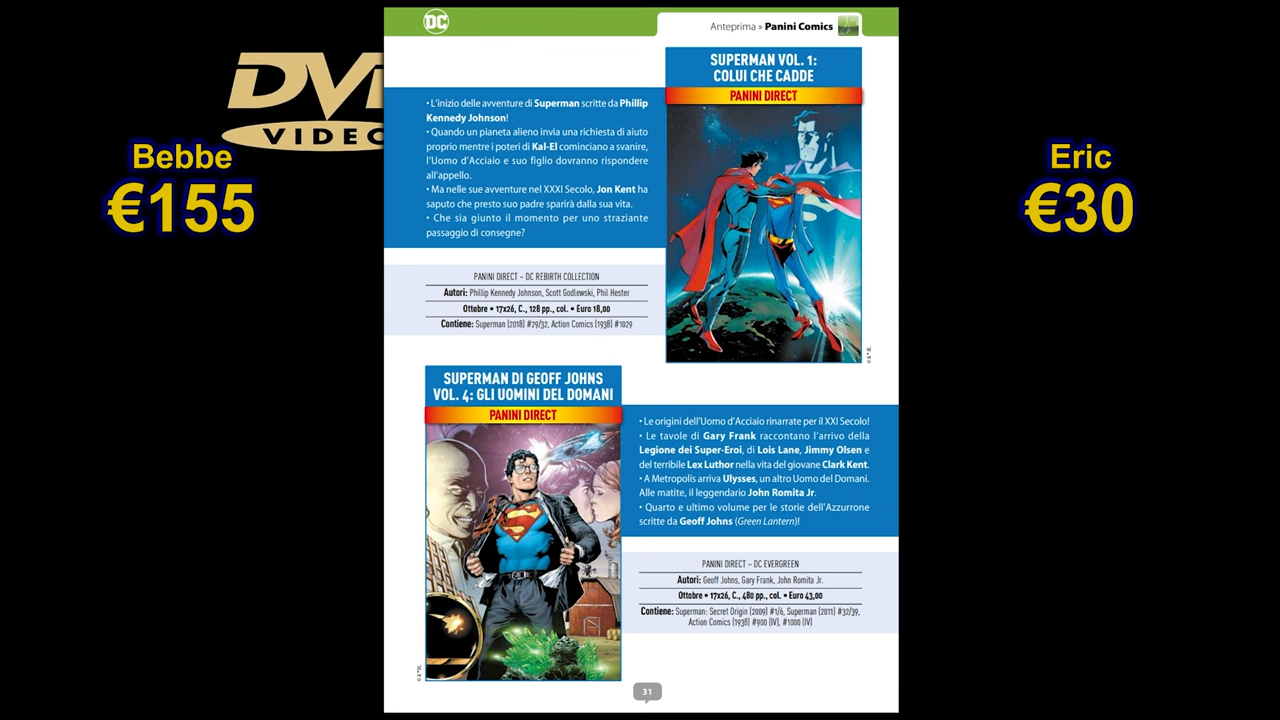 DC
Anteprima » Panini Comics
DV
VIDEO
Bebbe
€155
Eric
€30
SUPERMAN VOL. 1:
COLUI CHE CADDE
PANINI DIRECT
• L'inizio delle avventure di Superman scritte da Phillip
Kennedy Johnson!
• Quando un pianeta alieno invia una richiesta di aiuto
proprio mentre i poteri di Kal-El cominciano a svanire,
l'Uomo d'Acciaio e suo figlio dovranno rispondere
all'appello.
• Ma nelle sue avventure nel XXXI Secolo, Jon Kent ha
saputo che presto suo padre sparirà dalla sua vita.
• Che sia giunto il momento per uno straziante
passaggio di consegne?
PANINI DIRECT – DC REBIRTH COLLECTION
Autori: Phillip Kennedy Johnson, Scott Godlewski, Phil Hester
Ottobre • 17x26, C., 128 pp., col. • Euro 18,00
Contiene: Superman (2018) #29/32, Action Comics (1938) #1029
© & ™ DC
SUPERMAN DI GEOFF JOHNS
VOL. 4: GLI UOMINI DEL DOMANI
PANINI DIRECT
• Le origini dell'Uomo d'Acciaio rinarrate per il XXI Secolo!
• Le tavole di Gary Frank raccontano l'arrivo della
Legione dei Super-Eroi, di Lois Lane, Jimmy Olsen e
del terribile Lex Luthor nella vita del giovane Clark Kent.
• A Metropolis arriva Ulysses, un altro Uomo del Domani.
Alle matite, il leggendario John Romita Jr.
• Quarto e ultimo volume per le storie dell'Azzurrone
scritte da Geoff Johns (Green Lantern)!
PANINI DIRECT – DC EVERGREEN
Autori: Geoff Johns, Gary Frank, John Romita Jr.
Ottobre • 17x26, C., 480 pp., col. • Euro 43,00
Contiene: Superman: Secret Origin (2009) #1/6, Superman (2011) #32/39,
Action Comics (1938) #900 (IV), #1000 (IV)
© & ™ DC
31